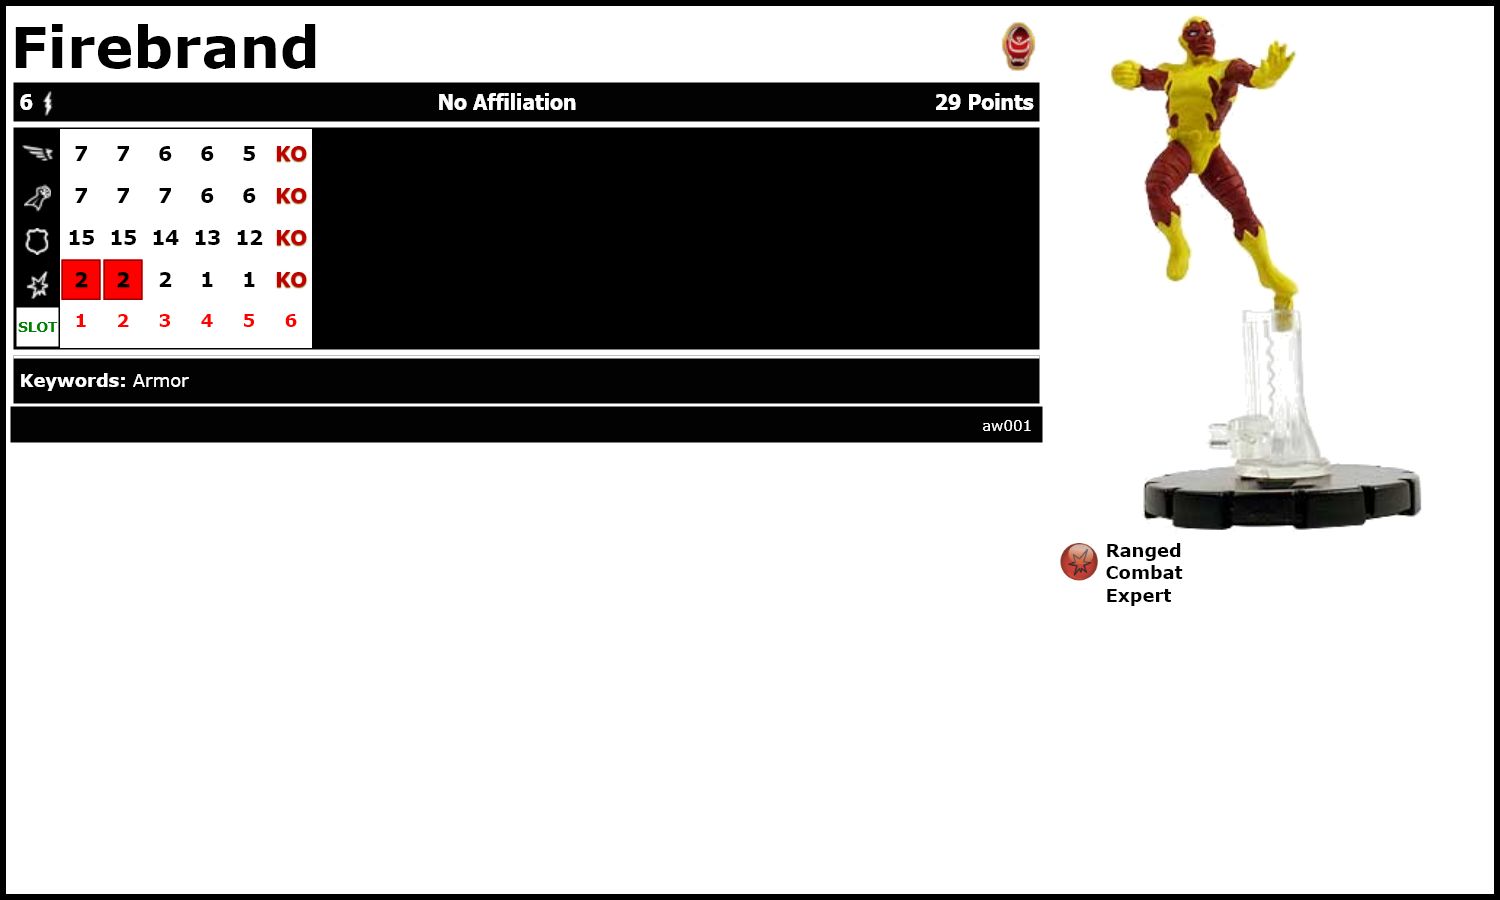 Firebrand
6 No Affiliation 29 Points
7 7 6 6 5 KO
7 7 7 6 6 KO
15 15 14 13 12 KO
2 2 2 1 1 KO
SLOT 1 2 3 4 5 6
Keywords: Armor
aw001
Ranged
Combat
Expert